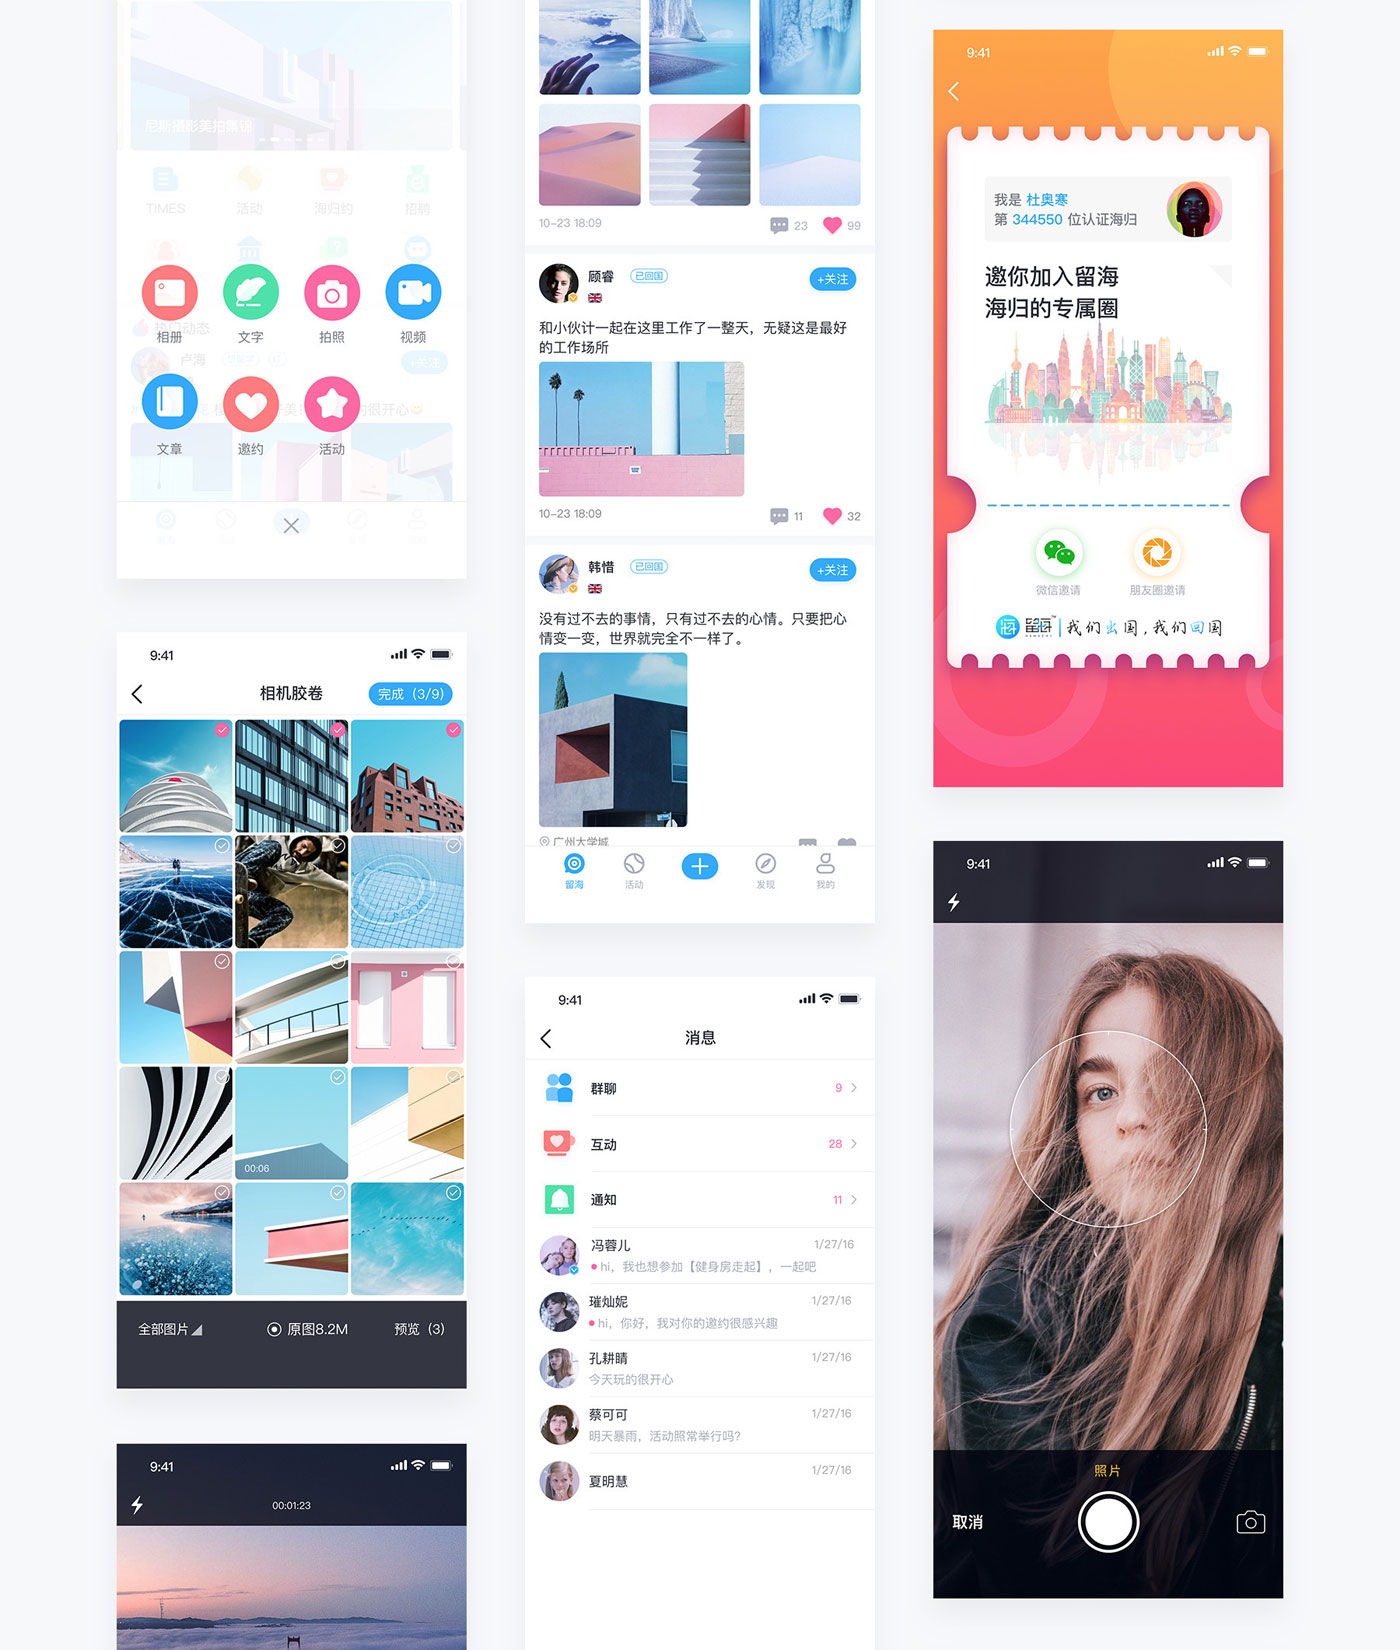 尼斯摄影美拍集锦
TIMES
活动
海归约
招聘
热门动态
相册
文字
拍照
视频
卢海
+关注
很开心
文章
邀约
活动
9:41
相机胶卷
完成（3/9）
00:06
全部图片
原图8.2M
预览（3）
9:41
00:01:23
10-23 18:09
23
99
顾睿
已回国
+关注
和小伙计一起在这里工作了一整天，无疑这是最好
的工作场所
10-23 18:09
11
32
韩惜
已回国
+关注
没有过不去的事情，只有过不去的心情。只要把心
情变一变，世界就完全不一样了。
广州大学城
留海
活动
发现
我的
9:41
消息
群聊
9
互动
28
通知
11
冯蓉儿
1/27/16
hi，我也想参加【健身房走起】，一起吧
璀灿妮
1/27/16
hi，你好，我对你的邀约很感兴趣
孔耕睛
1/27/16
今天玩的很开心
蔡可可
1/27/16
明天暴雨，活动照常举行吗？
夏明慧
1/27/16
9:41
我是 杜奥寒
第 344550 位认证海归
邀你加入留海
海归的专属圈
微信邀请
朋友圈邀请
留海 我们出国，我们回国
9:41
照片
取消